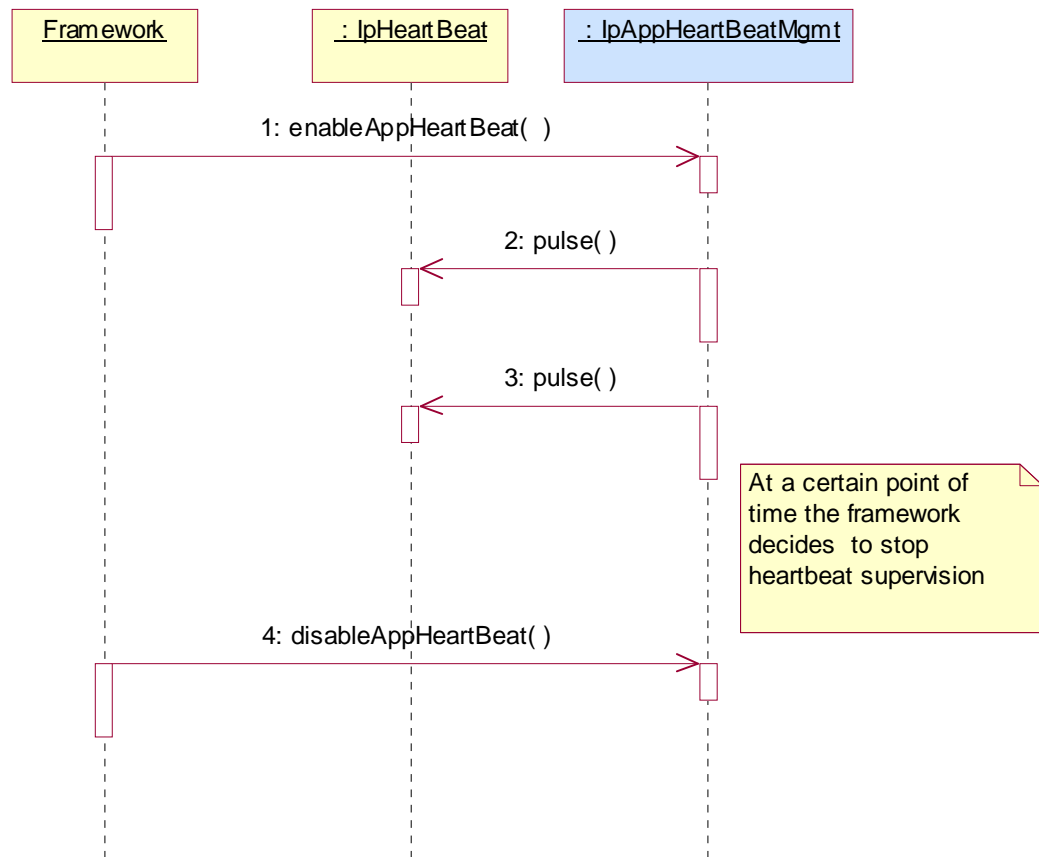 Framework
: IpHeartBeat
: IpAppHeartBeatMgmt
1: enableAppHeartBeat( )
2: pulse( )
3: pulse( )
At a certain point of
time the framework
decides to stop
heartbeat supervision
4: disableAppHeartBeat( )